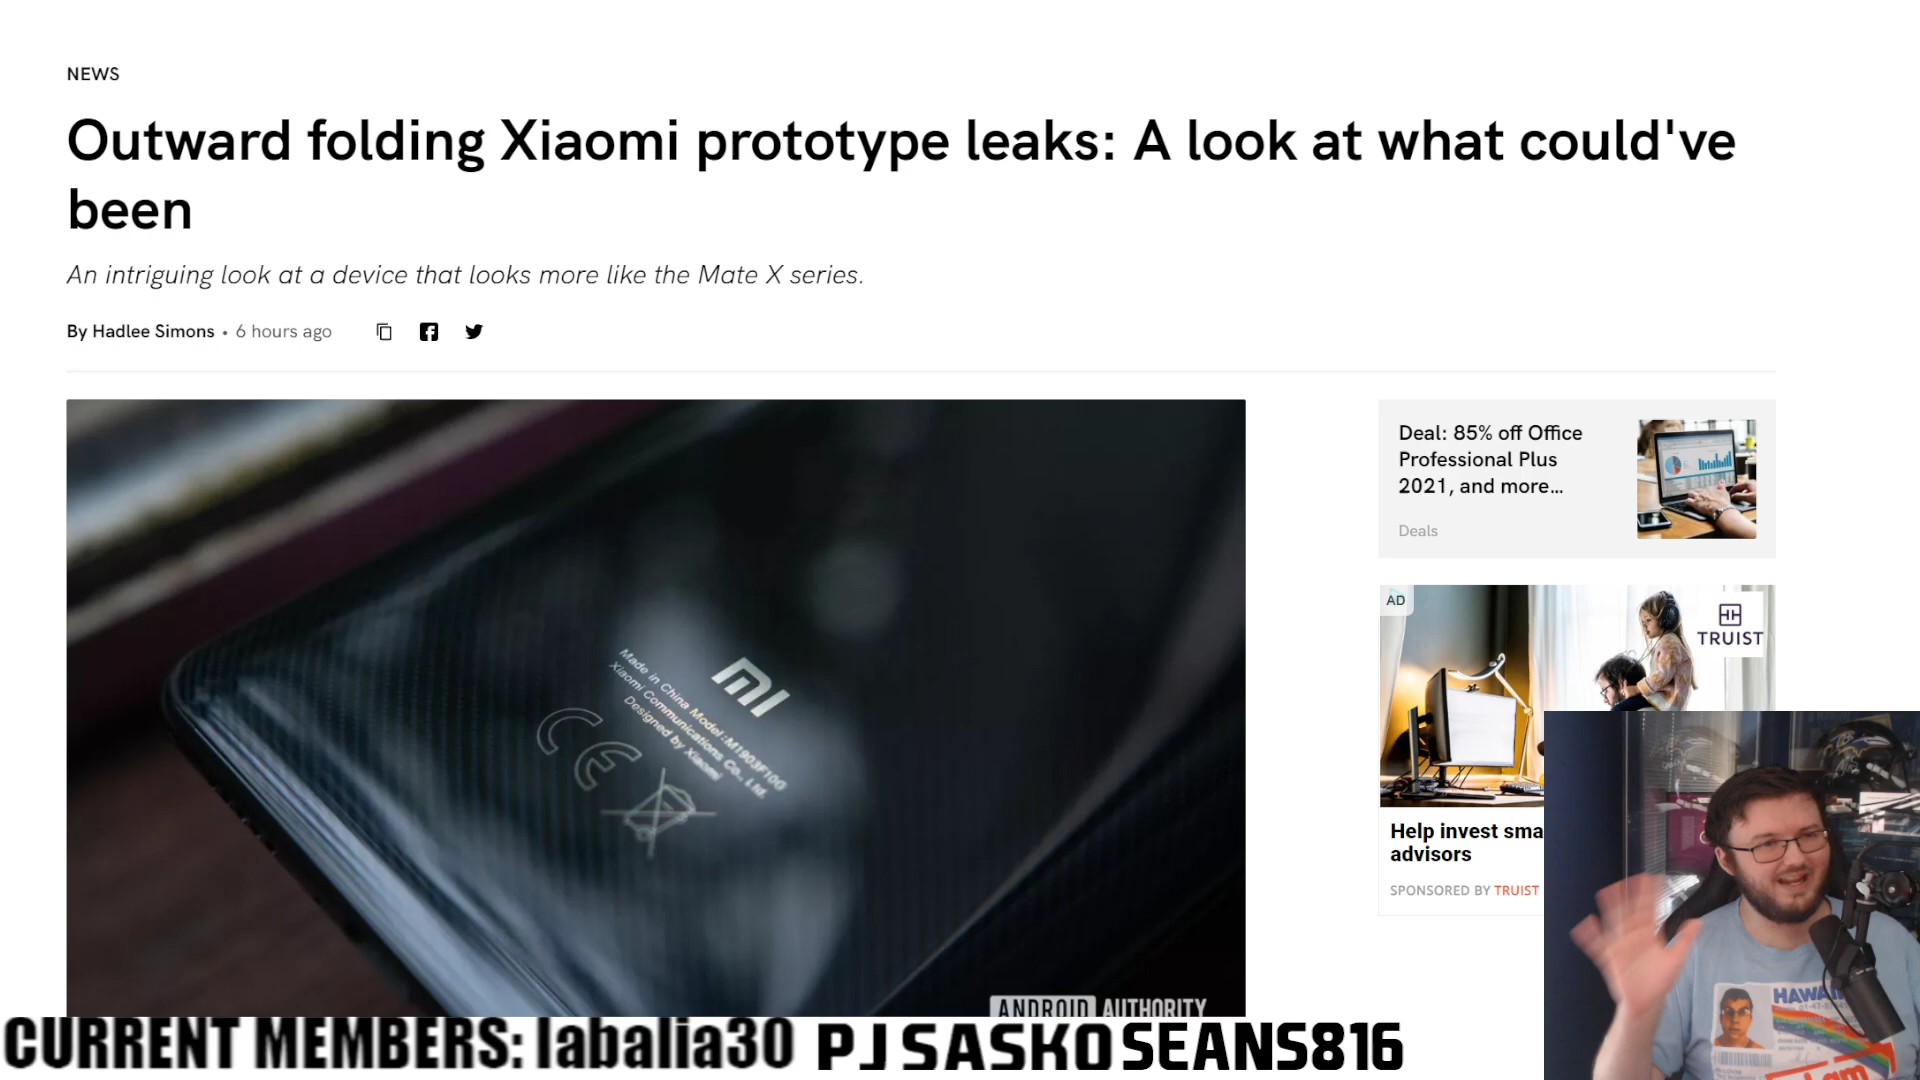 NEWS
Outward folding Xiaomi prototype leaks: A look at what could've
been
An intriguing look at a device that looks more like the Mate X series.
By Hadlee Simons • 6 hours ago
Deal: 85% off Office
Professional Plus
2021, and more...
Deals
AD
TRUIST
MI
Made in China Model:M1903F10G
Xiaomi Communications Co., Ltd.
Designed by Xiaomi
CE
Help invest sma
advisors
SPONSORED BY TRUIST
HAWAI
ANDROID AUTHORITY
CURRENT MEMBERS: labalia30 PJ SASKO SEANS816